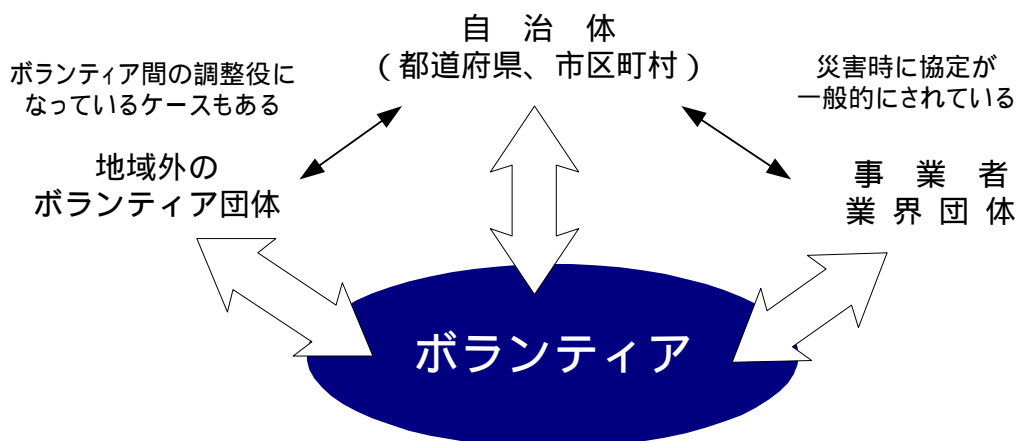 自 治 体
(都道府県、市区町村)
ボランティア間の調整役に
なっているケースもある
災害時に協定が
一般的にされている
地域外の
ボランティア団体
事 業 者
業 界 団 体
ボランティア